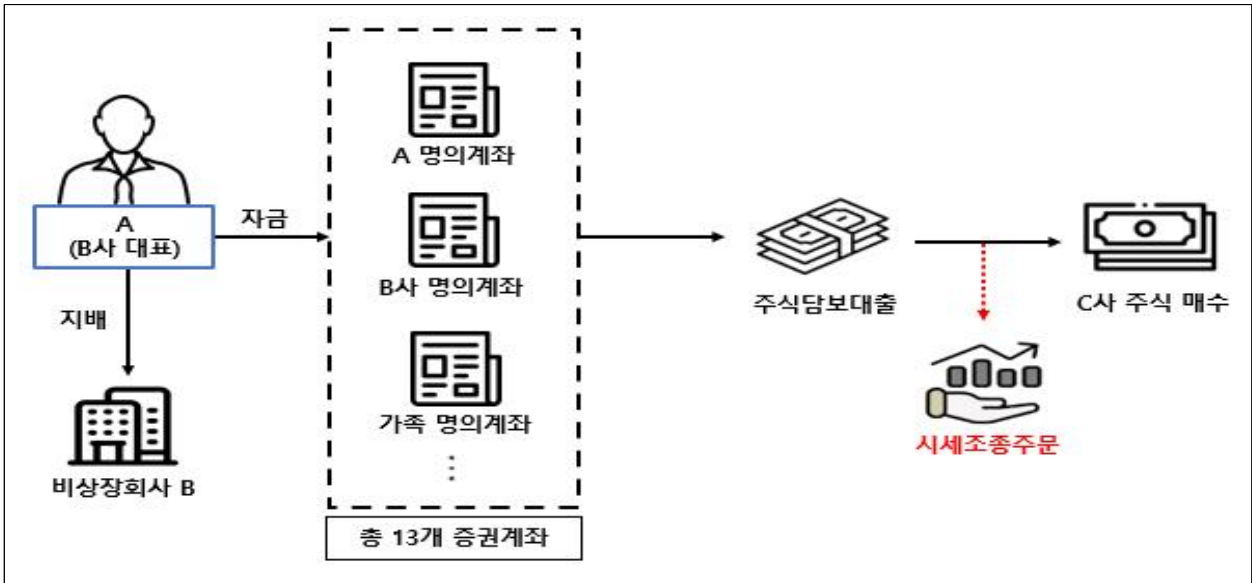 A
(B사 대표)
지배
비상장회사 B
자금
A 명의계좌
B사 명의계좌
가족 명의계좌
⋮
총 13개 증권계좌
주식담보대출
C사 주식 매수
시세조종주문